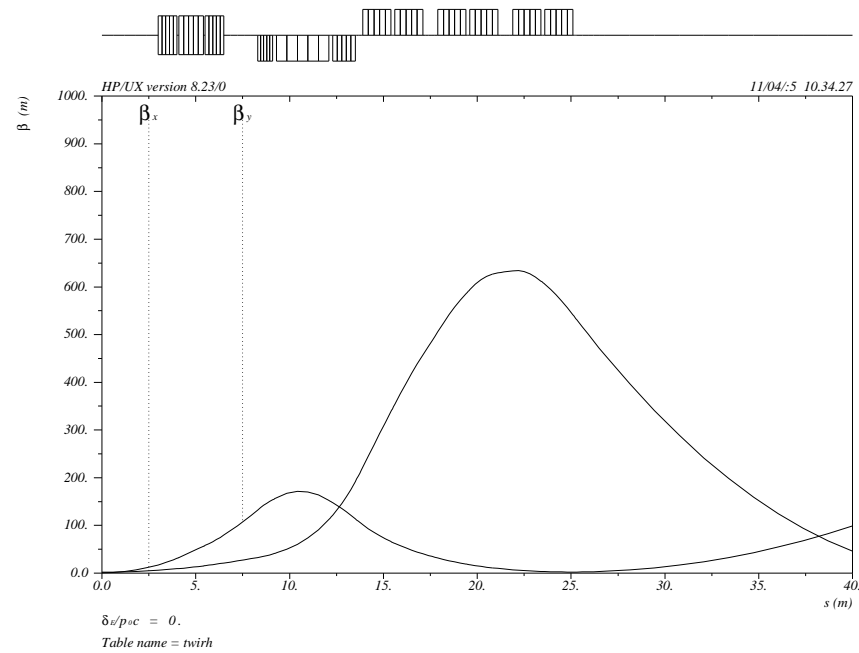 HP/UX version 8.23/0 11/04/:5 10.34.27
β (m)
1000.
900.
800.
700.
600.
500.
400.
300.
200.
100.
0.0
β x β y
0.0 5. 10. 15. 20. 25. 30. 35. 40.
s (m)
δE/p0c = 0.
Table name = twirh